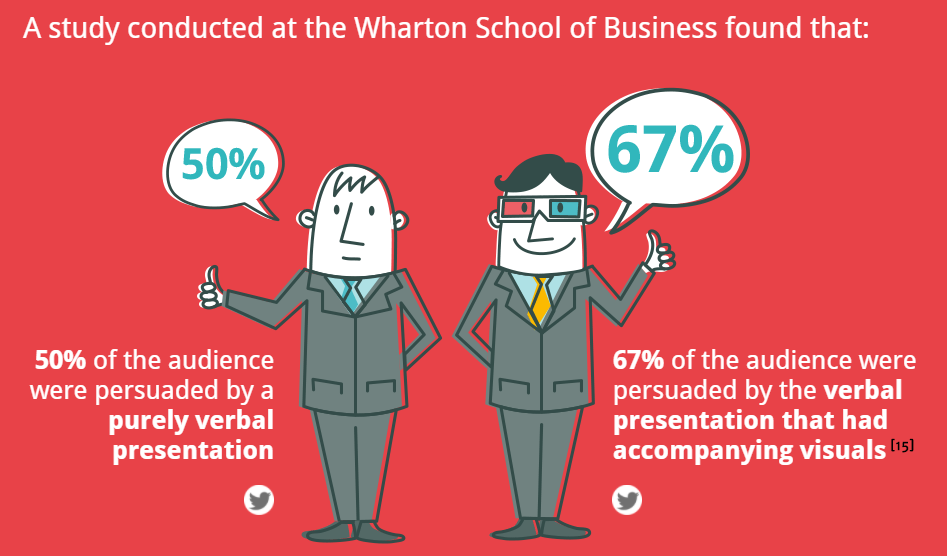 A study conducted at the Wharton School of Business found that:
50%
67%
50% of the audience
were persuaded by a
purely verbal
presentation
67% of the audience were
persuaded by the verbal
presentation that had
accompanying visuals [15]